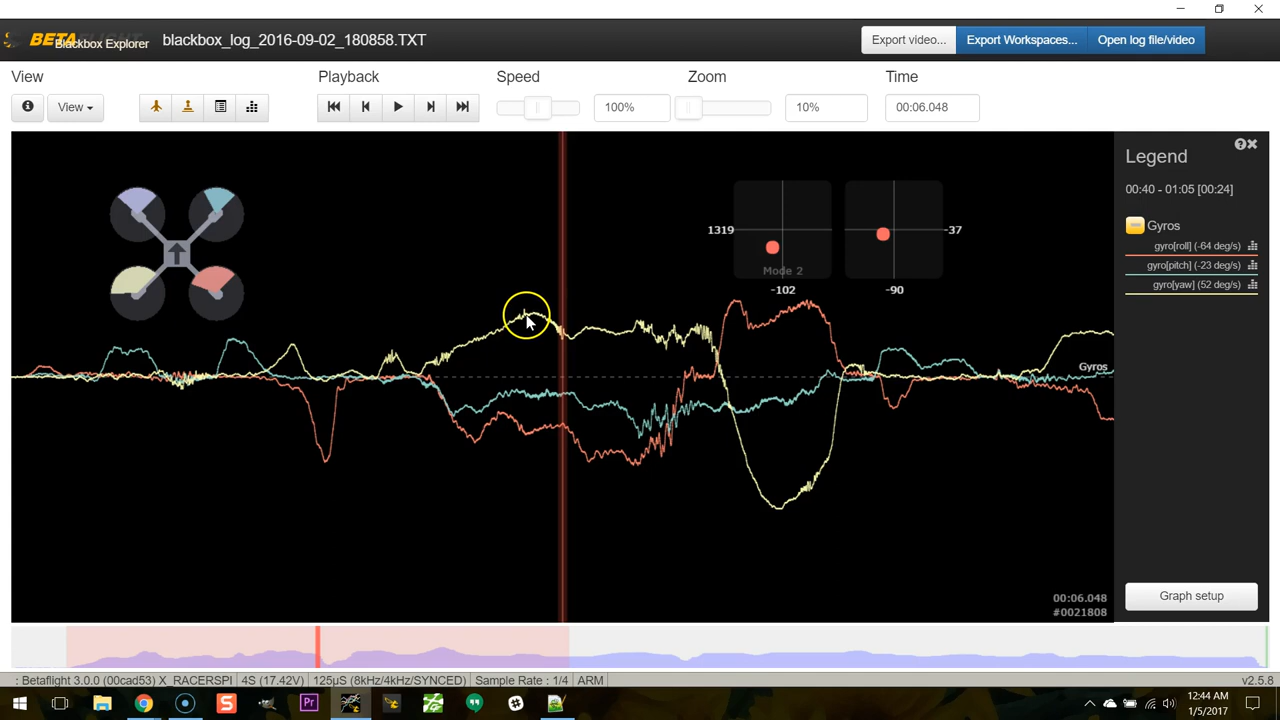 BETAFLIGHT
Blackbox Explorer
blackbox_log_2016-09-02_180858.TXT
Export video...
Export Workspaces...
Open log file/video
View
Playback
Speed
Zoom
Time
View
100%
10%
00:06.048
Legend
00:40 - 01:05 [00:24]
Gyros
gyro[roll] (-64 deg/s)
gyro[pitch] (-23 deg/s)
gyro[yaw] (52 deg/s)
1319
-37
Mode 2
-102
-90
Gyros
00:06.048
#0021808
Graph setup
: Betaflight 3.0.0 (00cad53) X_RACERSPI
4S (17.42V)
125µS (8kHz/4kHz/SYNCED)
Sample Rate : 1/4
ARM
v2.5.8
12:44 AM
1/5/2017